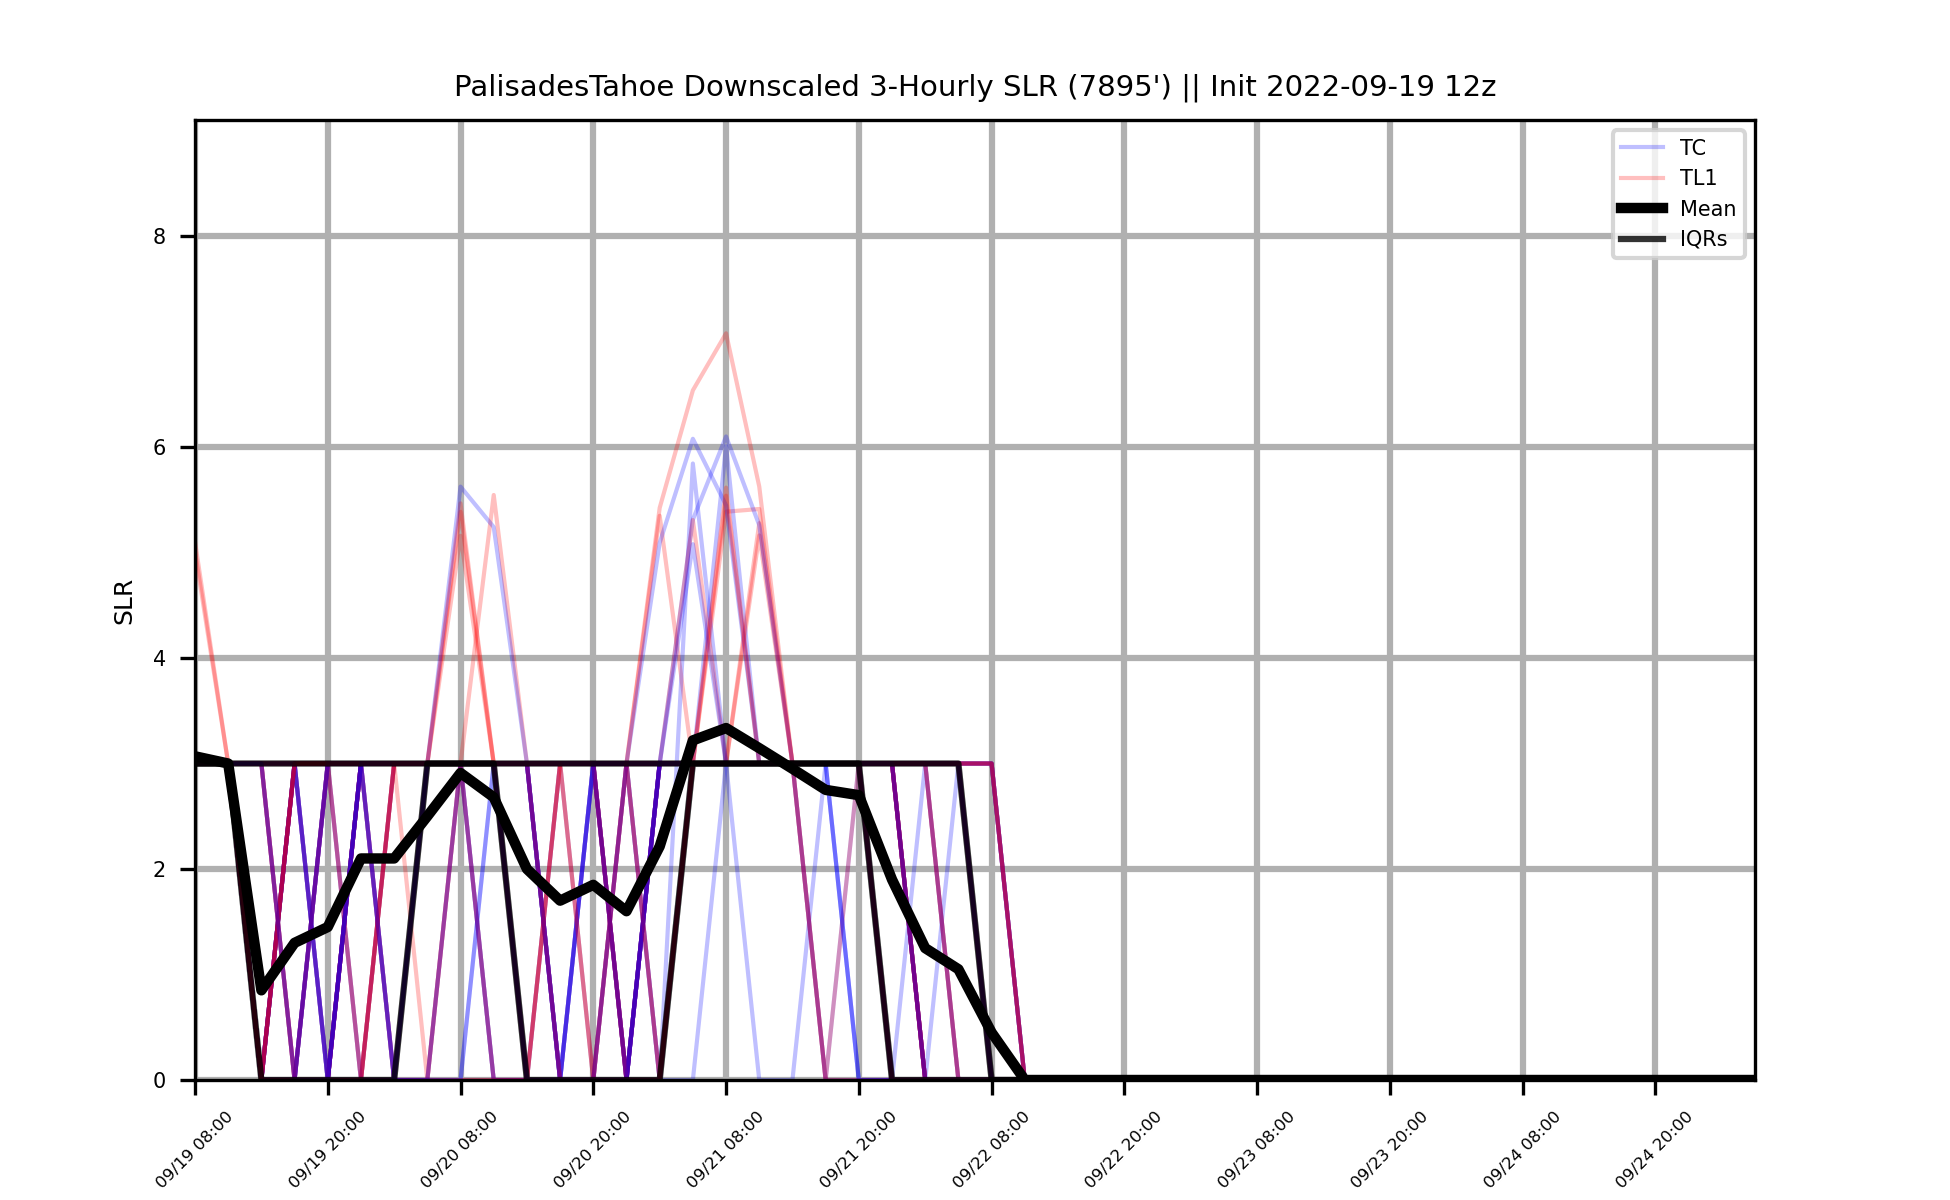 PalisadesTahoe Downscaled 3-Hourly SLR (7895') || Init 2022-09-19 12z
TC
TL1
Mean
IQRs
SLR
8
6
4
2
0
09/19 08:00
09/19 20:00
09/20 08:00
09/20 20:00
09/21 08:00
09/21 20:00
09/22 08:00
09/22 20:00
09/23 08:00
09/23 20:00
09/24 08:00
09/24 20:00